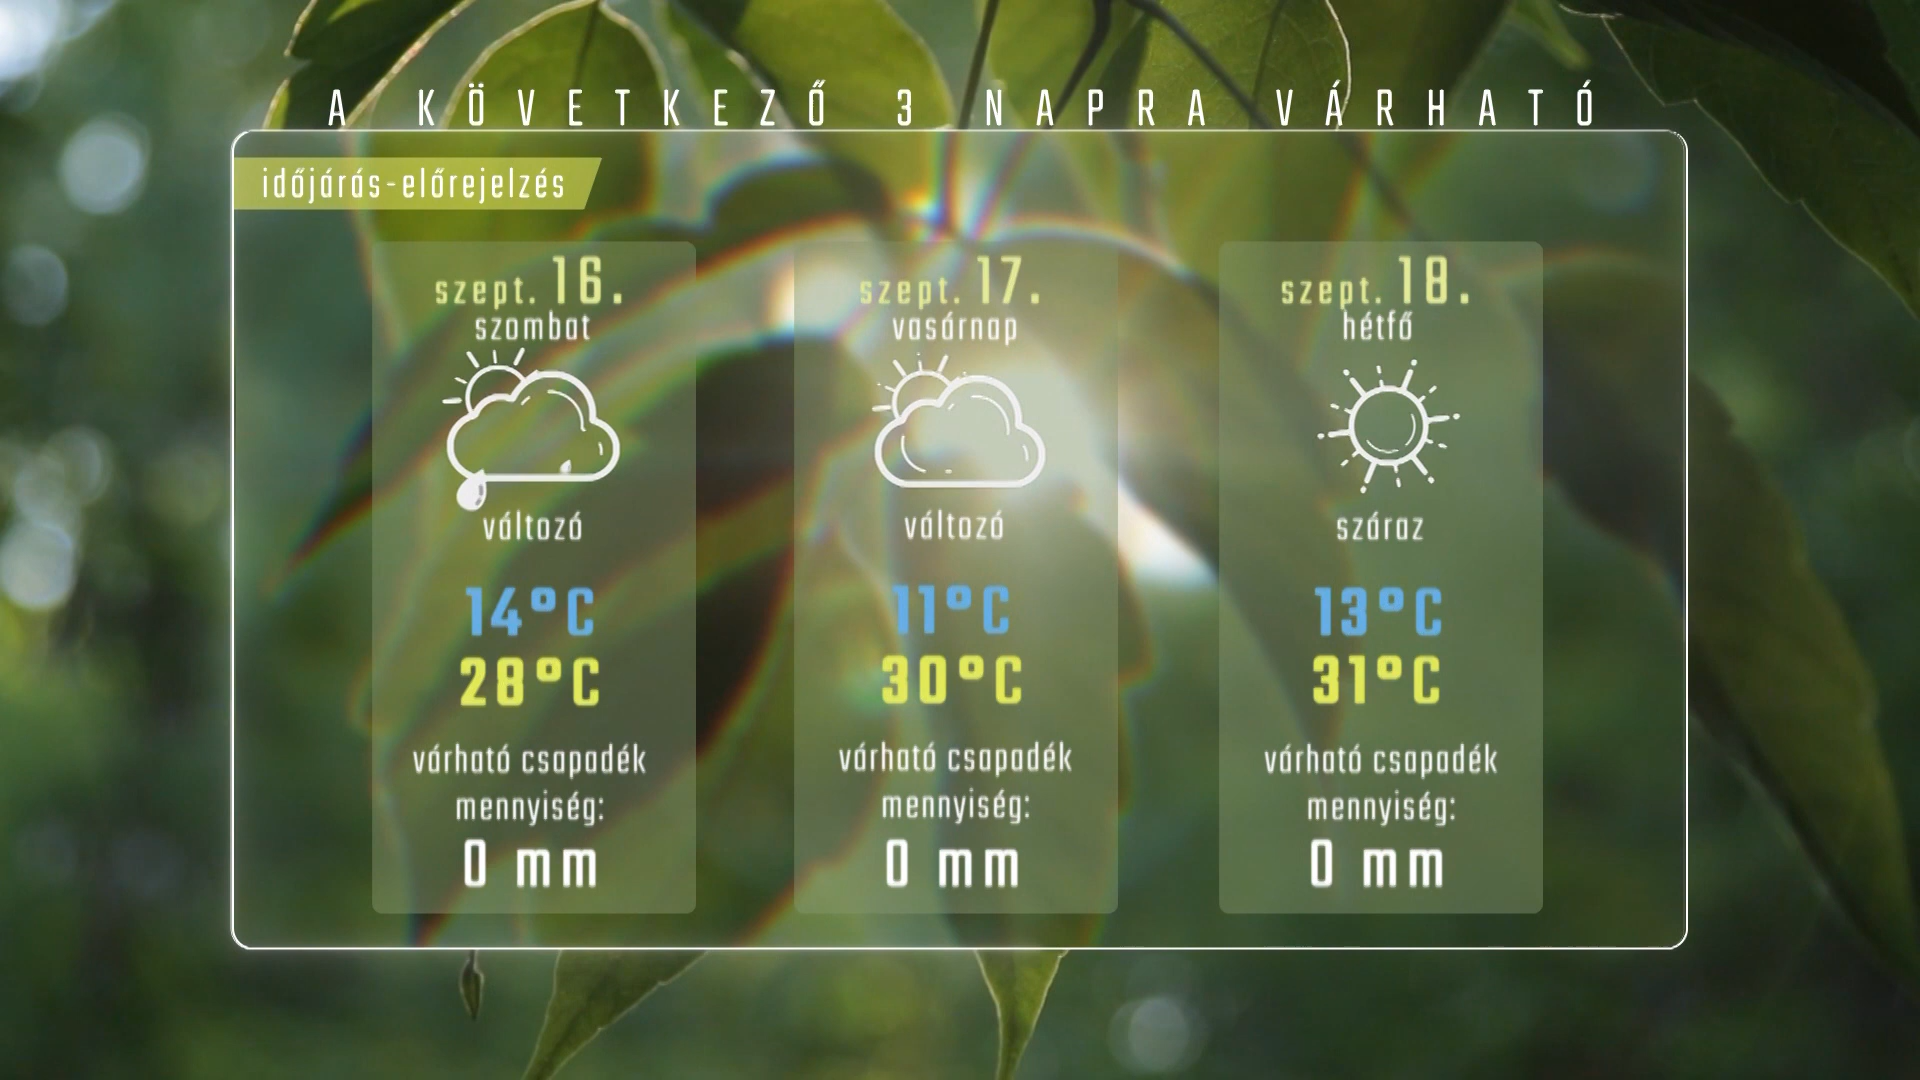 A KÖVETKEZŐ 3 NAPRA VÁRHATÓ
időjárás-előrejelzés
szept. 16.
szombat
változó
14°C
28°C
várható csapadék
mennyiség:
0 mm
szept. 17.
vasárnap
változó
11°C
30°C
várható csapadék
mennyiség:
0 mm
szept. 18.
hétfő
száraz
13°C
31°C
várható csapadék
mennyiség:
0 mm